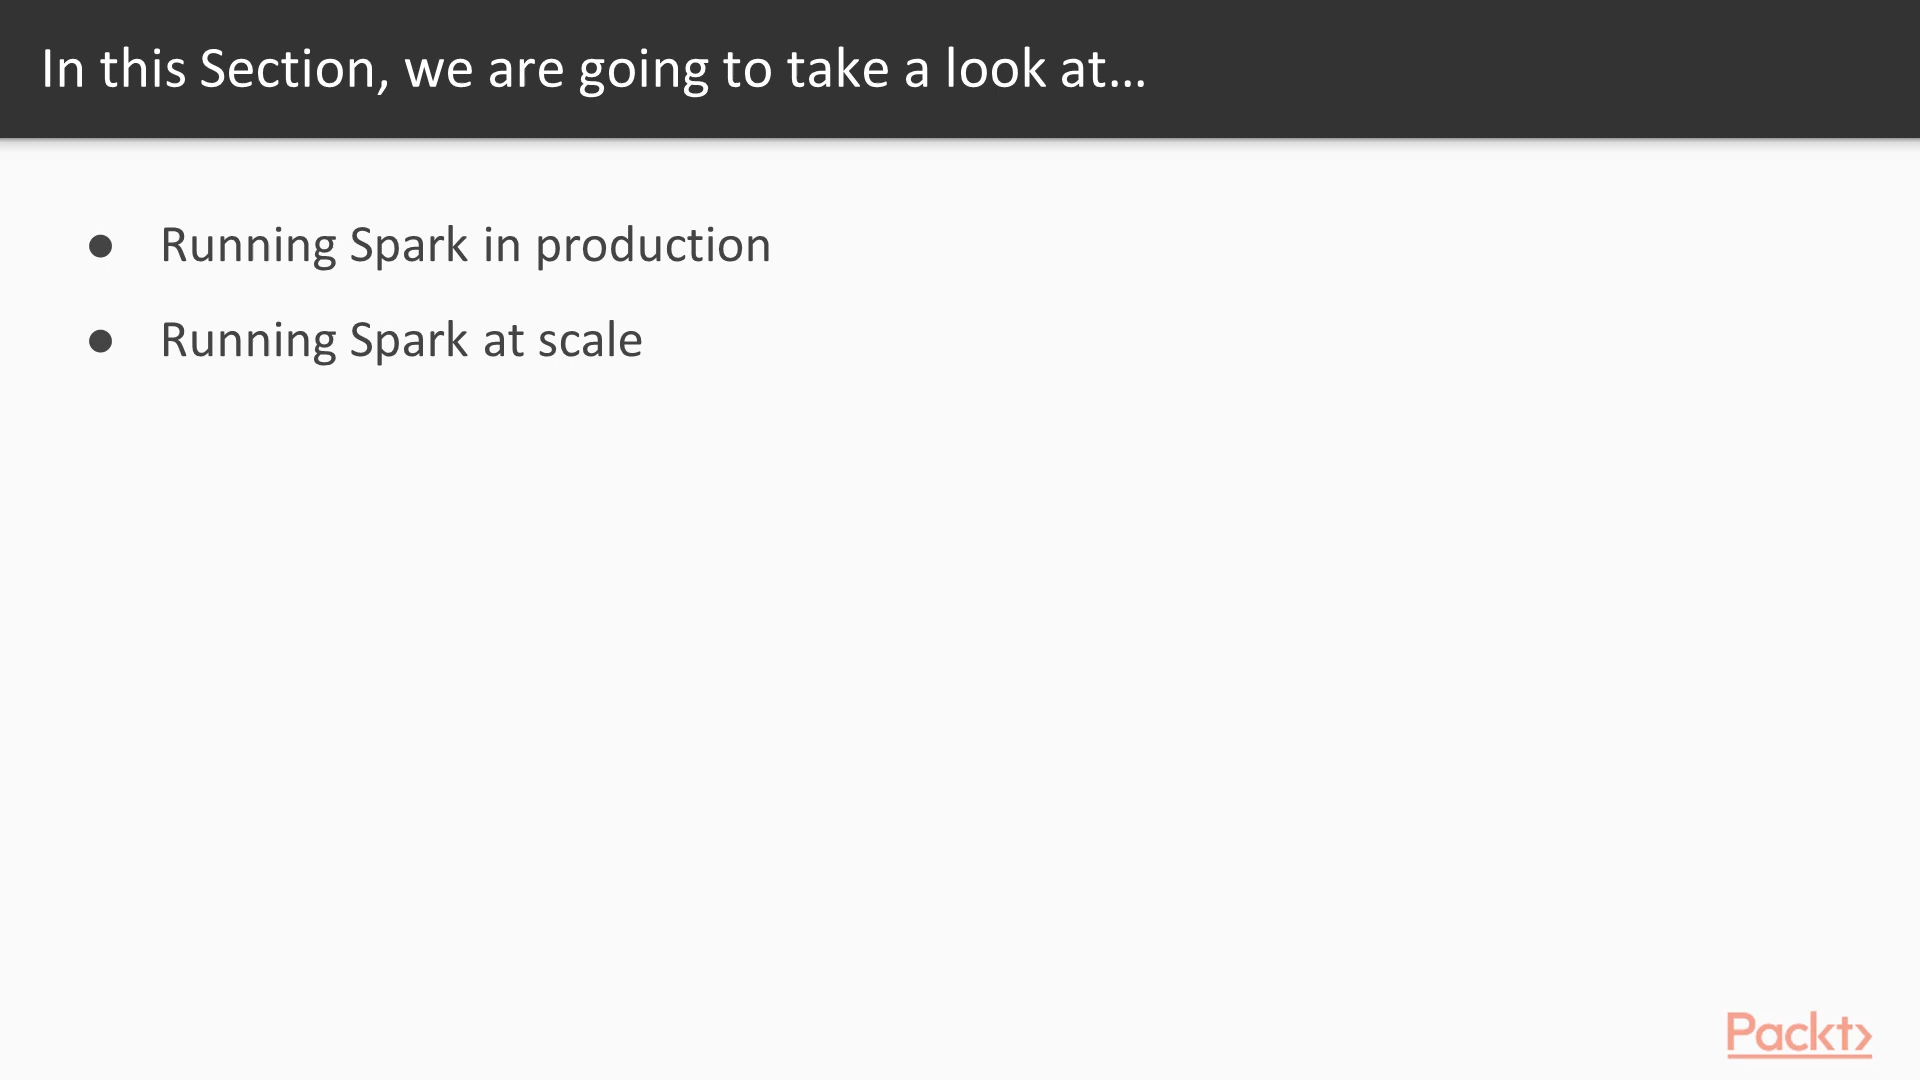 In this Section, we are going to take a look at...
● Running Spark in production
● Running Spark at scale
Packt>